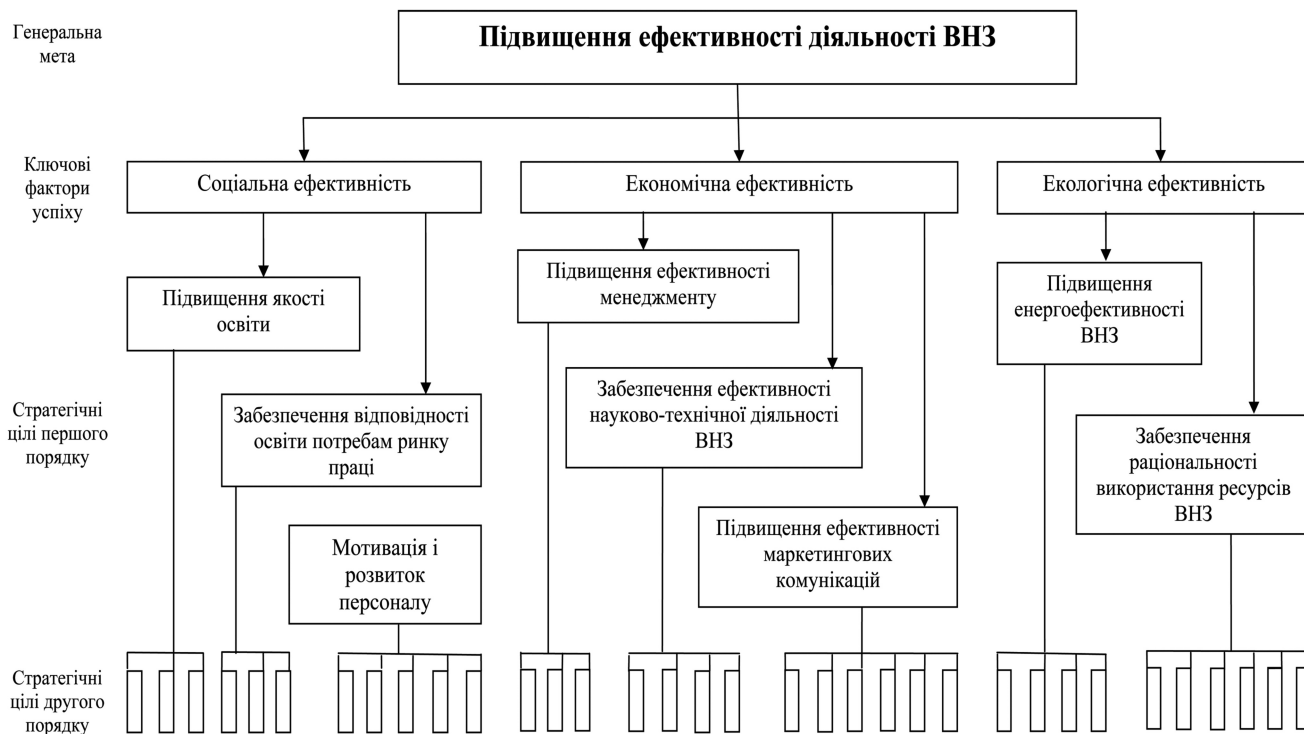 Генеральна
мета
Підвищення ефективності діяльності ВНЗ
Ключові
фактори
успіху
Соціальна ефективність
Економічна ефективність
Екологічна ефективність
Підвищення якості
освіти
Підвищення ефективності
менеджменту
Підвищення
енергоефективності
ВНЗ
Стратегічні
цілі першого
порядку
Забезпечення відповідності
освіти потребам ринку
праці
Забезпечення ефективності
науково-технічної діяльності
ВНЗ
Забезпечення
раціональності
використання ресурсів
ВНЗ
Мотивація і
розвиток
персоналу
Підвищення ефективності
маркетингових
комунікацій
Стратегічні
цілі другого
порядку